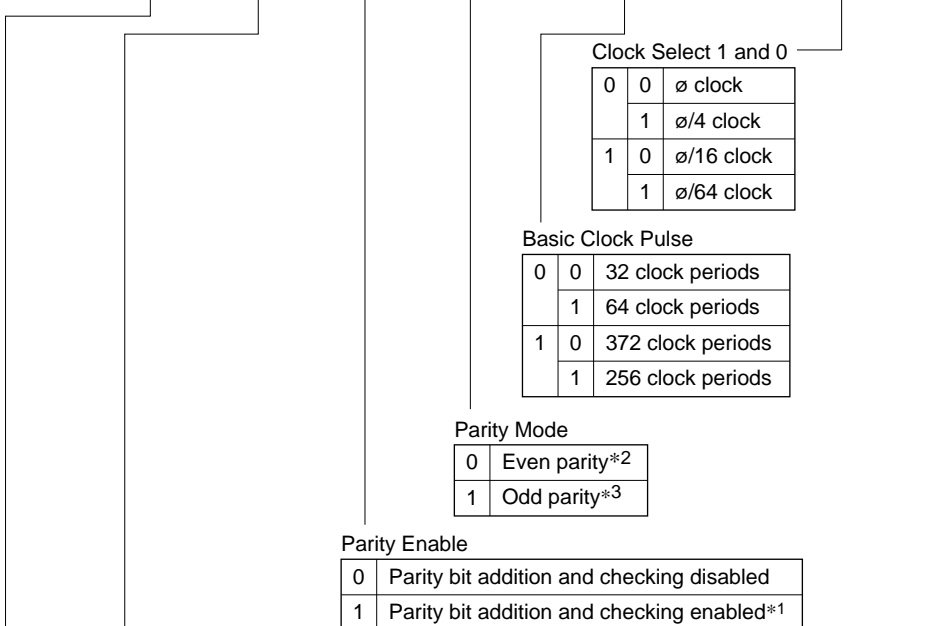 Clock Select 1 and 0
0 0 ø clock
1 ø/4 clock
1 0 ø/16 clock
1 ø/64 clock
Basic Clock Pulse
0 0 32 clock periods
1 64 clock periods
1 0 372 clock periods
1 256 clock periods
Parity Mode
0 Even parity*2
1 Odd parity*3
Parity Enable
0 Parity bit addition and checking disabled
1 Parity bit addition and checking enabled*1